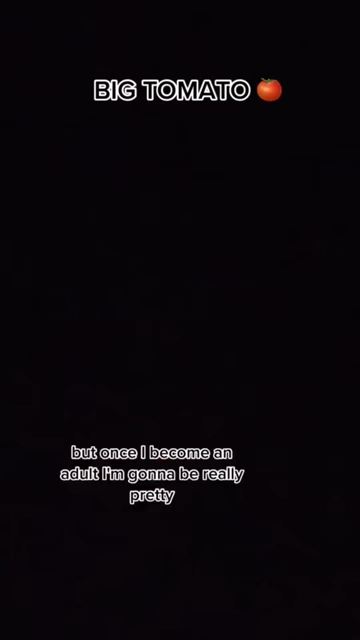 BIG TOMATO 🍅
but once I become an
adult I'm gonna be really
pretty